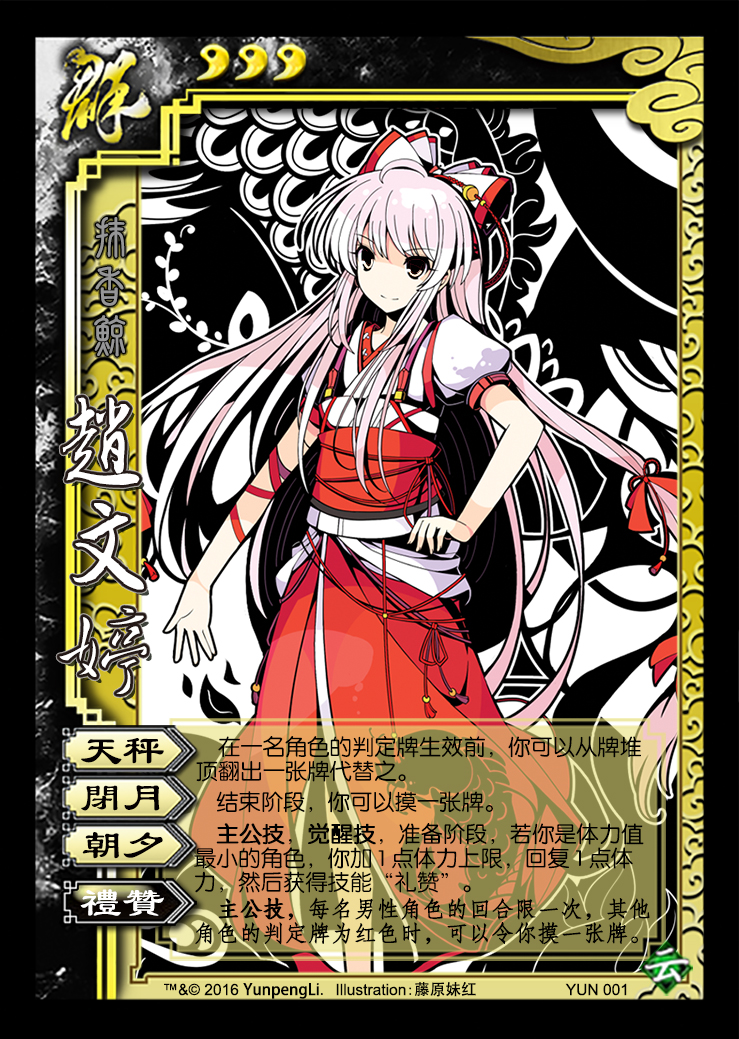 群
抹香鲸
趙文婷
天秤
在一名角色的判定牌生效前，你可以从牌堆
顶翻出一张牌代替之。
閉月
结束阶段，你可以摸一张牌。
朝夕
主公技，觉醒技，准备阶段，若你是体力值
最小的角色，你加1点体力上限，回复1点体
力，然后获得技能“礼赞”。
禮贊
主公技，每名男性角色的回合限一次，其他
角色的判定牌为红色时，可以令你摸一张牌。
云
™&© 2016 YunpengLi. Illustration：藤原妹红
YUN 001